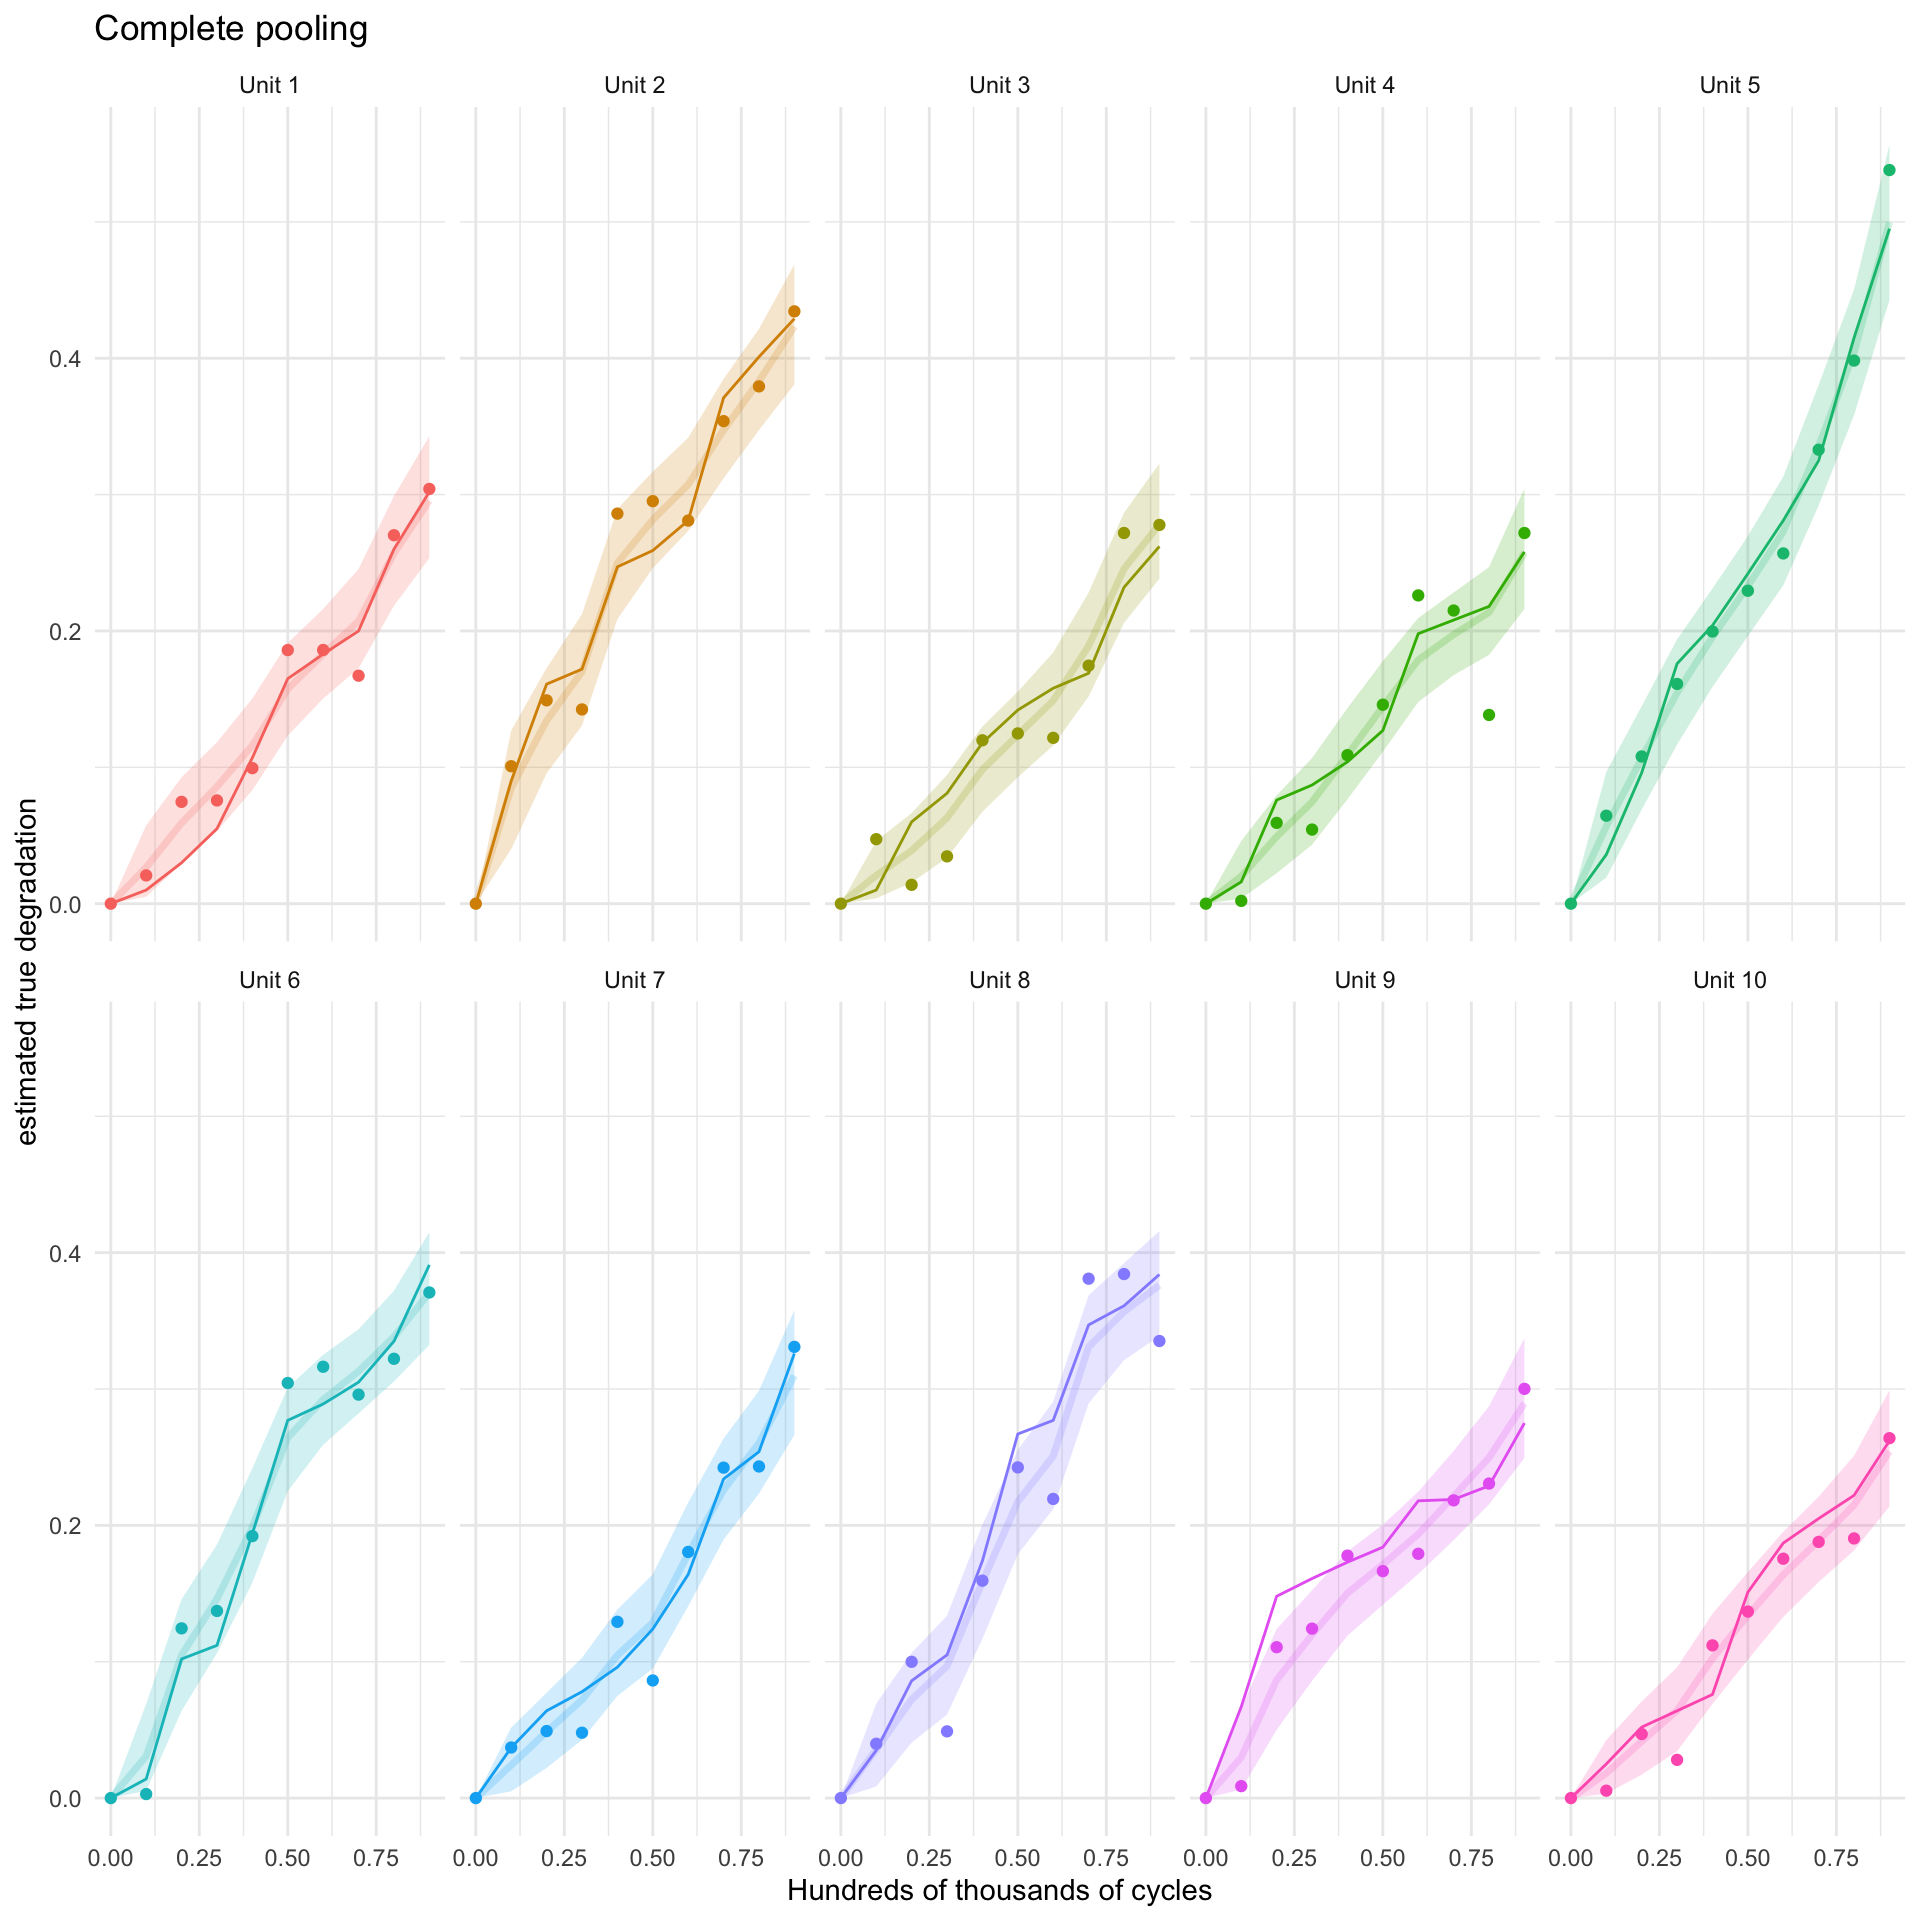 Complete pooling
Unit 1 Unit 2 Unit 3 Unit 4 Unit 5
0.4
0.2
0.0
estimated true degradation
Unit 6 Unit 7 Unit 8 Unit 9 Unit 10
0.4
0.2
0.0
0.00 0.25 0.50 0.75 0.00 0.25 0.50 0.75 0.00 0.25 0.50 0.75 0.00 0.25 0.50 0.75 0.00 0.25 0.50 0.75
Hundreds of thousands of cycles